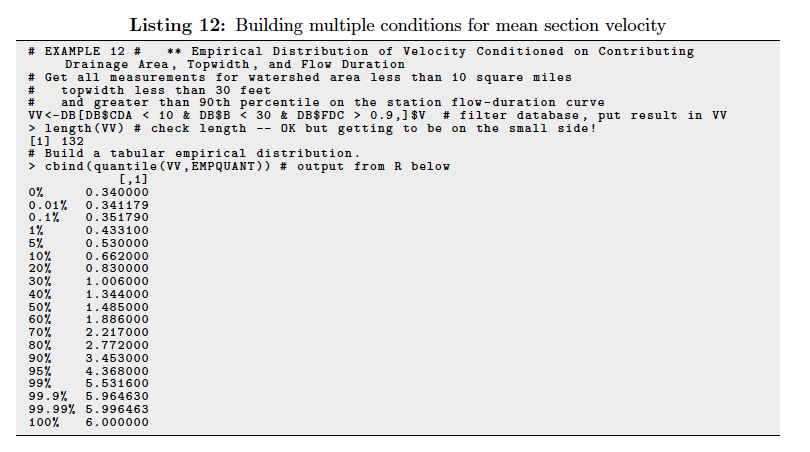 Listing 12: Building multiple conditions for mean section velocity
# EXAMPLE 12 #   ** Empirical Distribution of Velocity Conditioned on Contributing
Drainage Area, Topwidth, and Flow Duration
# Get all measurements for watershed area less than 10 square miles
#   topwidth less than 30 feet
#   and greater than 90th percentile on the station flow-duration curve
VV<-DB[DB$CDA < 10 & DB$B < 30 & DB$FDC > 0.9,]$V  # filter database, put result in VV
> length(VV) # check length -- OK but getting to be on the small side!
[1] 132
# Build a tabular empirical distribution.
> cbind(quantile(VV,EMPQUANT)) # output from R below
[,1]
0%     0.340000
0.01%  0.341179
0.1%   0.351790
1%     0.433100
5%     0.530000
10%    0.662000
20%    0.830000
30%    1.006000
40%    1.344000
50%    1.485000
60%    1.886000
70%    2.217000
80%    2.772000
90%    3.453000
95%    4.368000
99%    5.531600
99.9%  5.964630
99.99% 5.996463
100%   6.000000